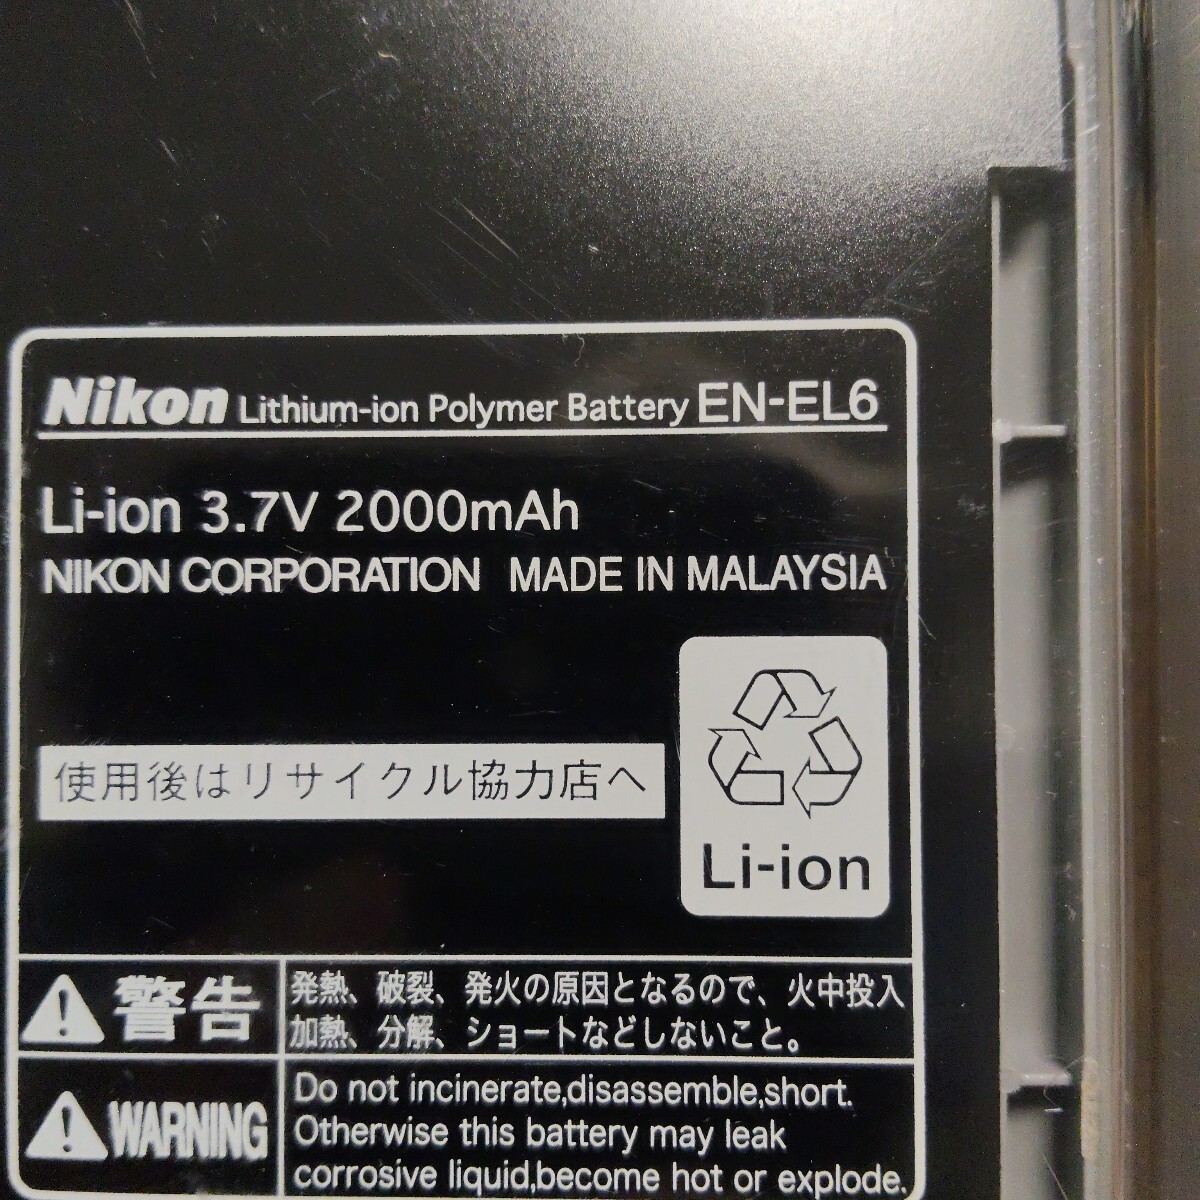 Nikon Lithium-ion Polymer Battery EN-EL6
Li-ion 3.7V 2000mAh
NIKON CORPORATION MADE IN MALAYSIA
使用後はリサイクル協力店へ
Li-ion
警告
発熱、破裂、発火の原因となるので、火中投入
加熱、分解、ショートなどしないこと。
WARNING
Do not incinerate,disassemble,short.
Otherwise this battery may leak
corrosive liquid,become hot or explode.